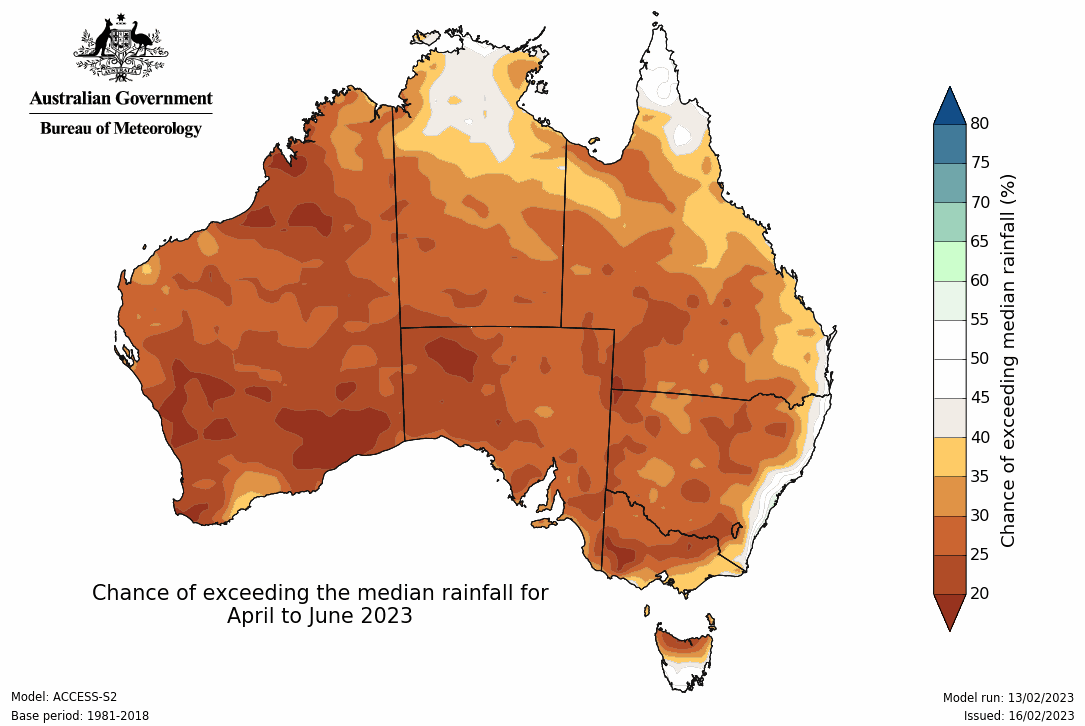 AUSTRALIA
Australian Government
Bureau of Meteorology
80
75
70
65
60
55
50
45
40
35
30
25
20
Chance of exceeding median rainfall (%)
Chance of exceeding the median rainfall for
April to June 2023
Model: ACCESS-S2
Base period: 1981-2018
Model run: 13/02/2023
Issued: 16/02/2023